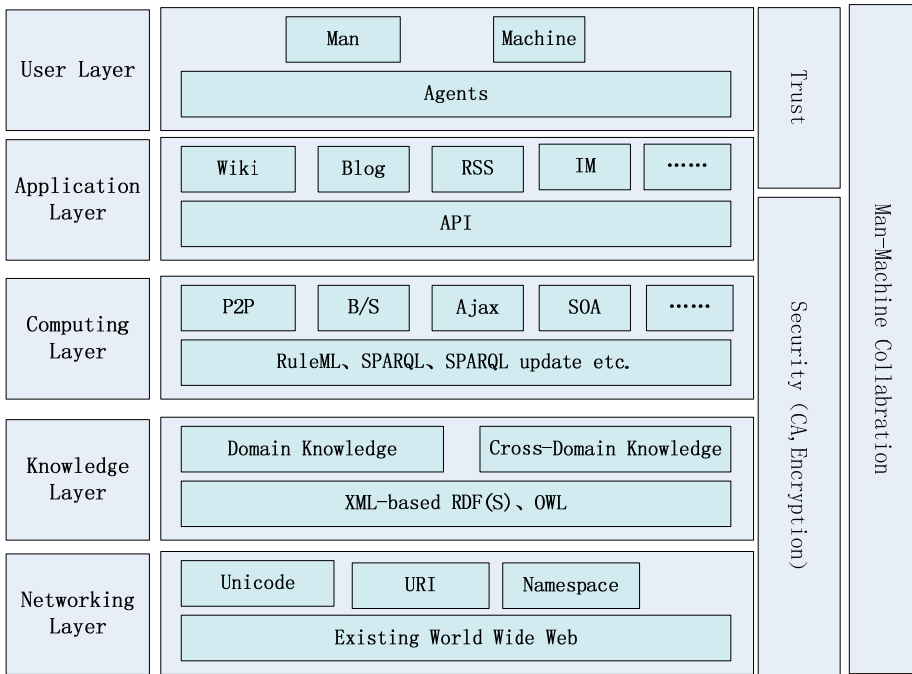 User Layer
Man
Machine
Agents
Application
Layer
Wiki
Blog
RSS
IM
……
API
Computing
Layer
P2P
B/S
Ajax
SOA
……
RuleML、SPARQL、SPARQL update etc.
Knowledge
Layer
Domain Knowledge
Cross-Domain Knowledge
XML-based RDF(S)、OWL
Networking
Layer
Unicode
URI
Namespace
Existing World Wide Web
Trust
Security (CA,Encryption)
Man-Machine Collabration